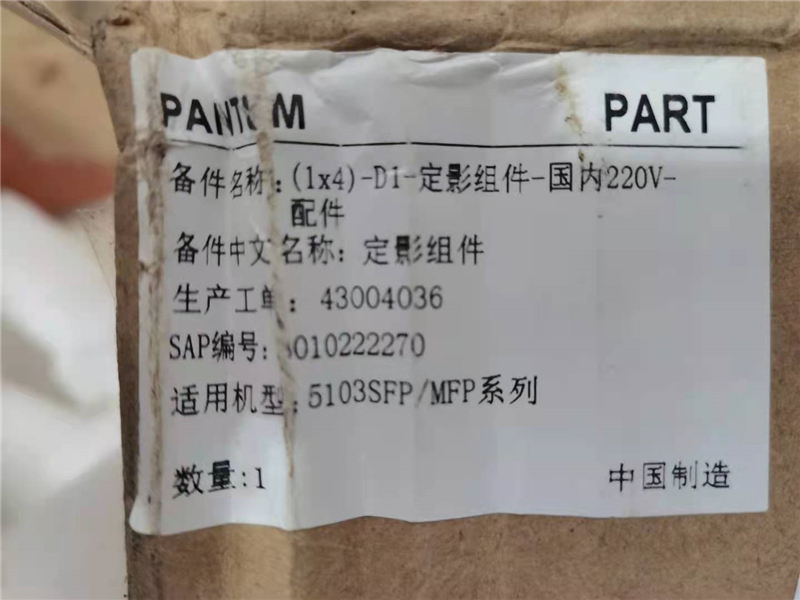 PANTUM PART
备件名称:(1x4)-D1-定影组件-国内220V-
配件
备件中文名称：定影组件
生产工单：43004036
SAP编号:010222270
适用机型:5103SFP/MFP系列
数量:1 中国制造